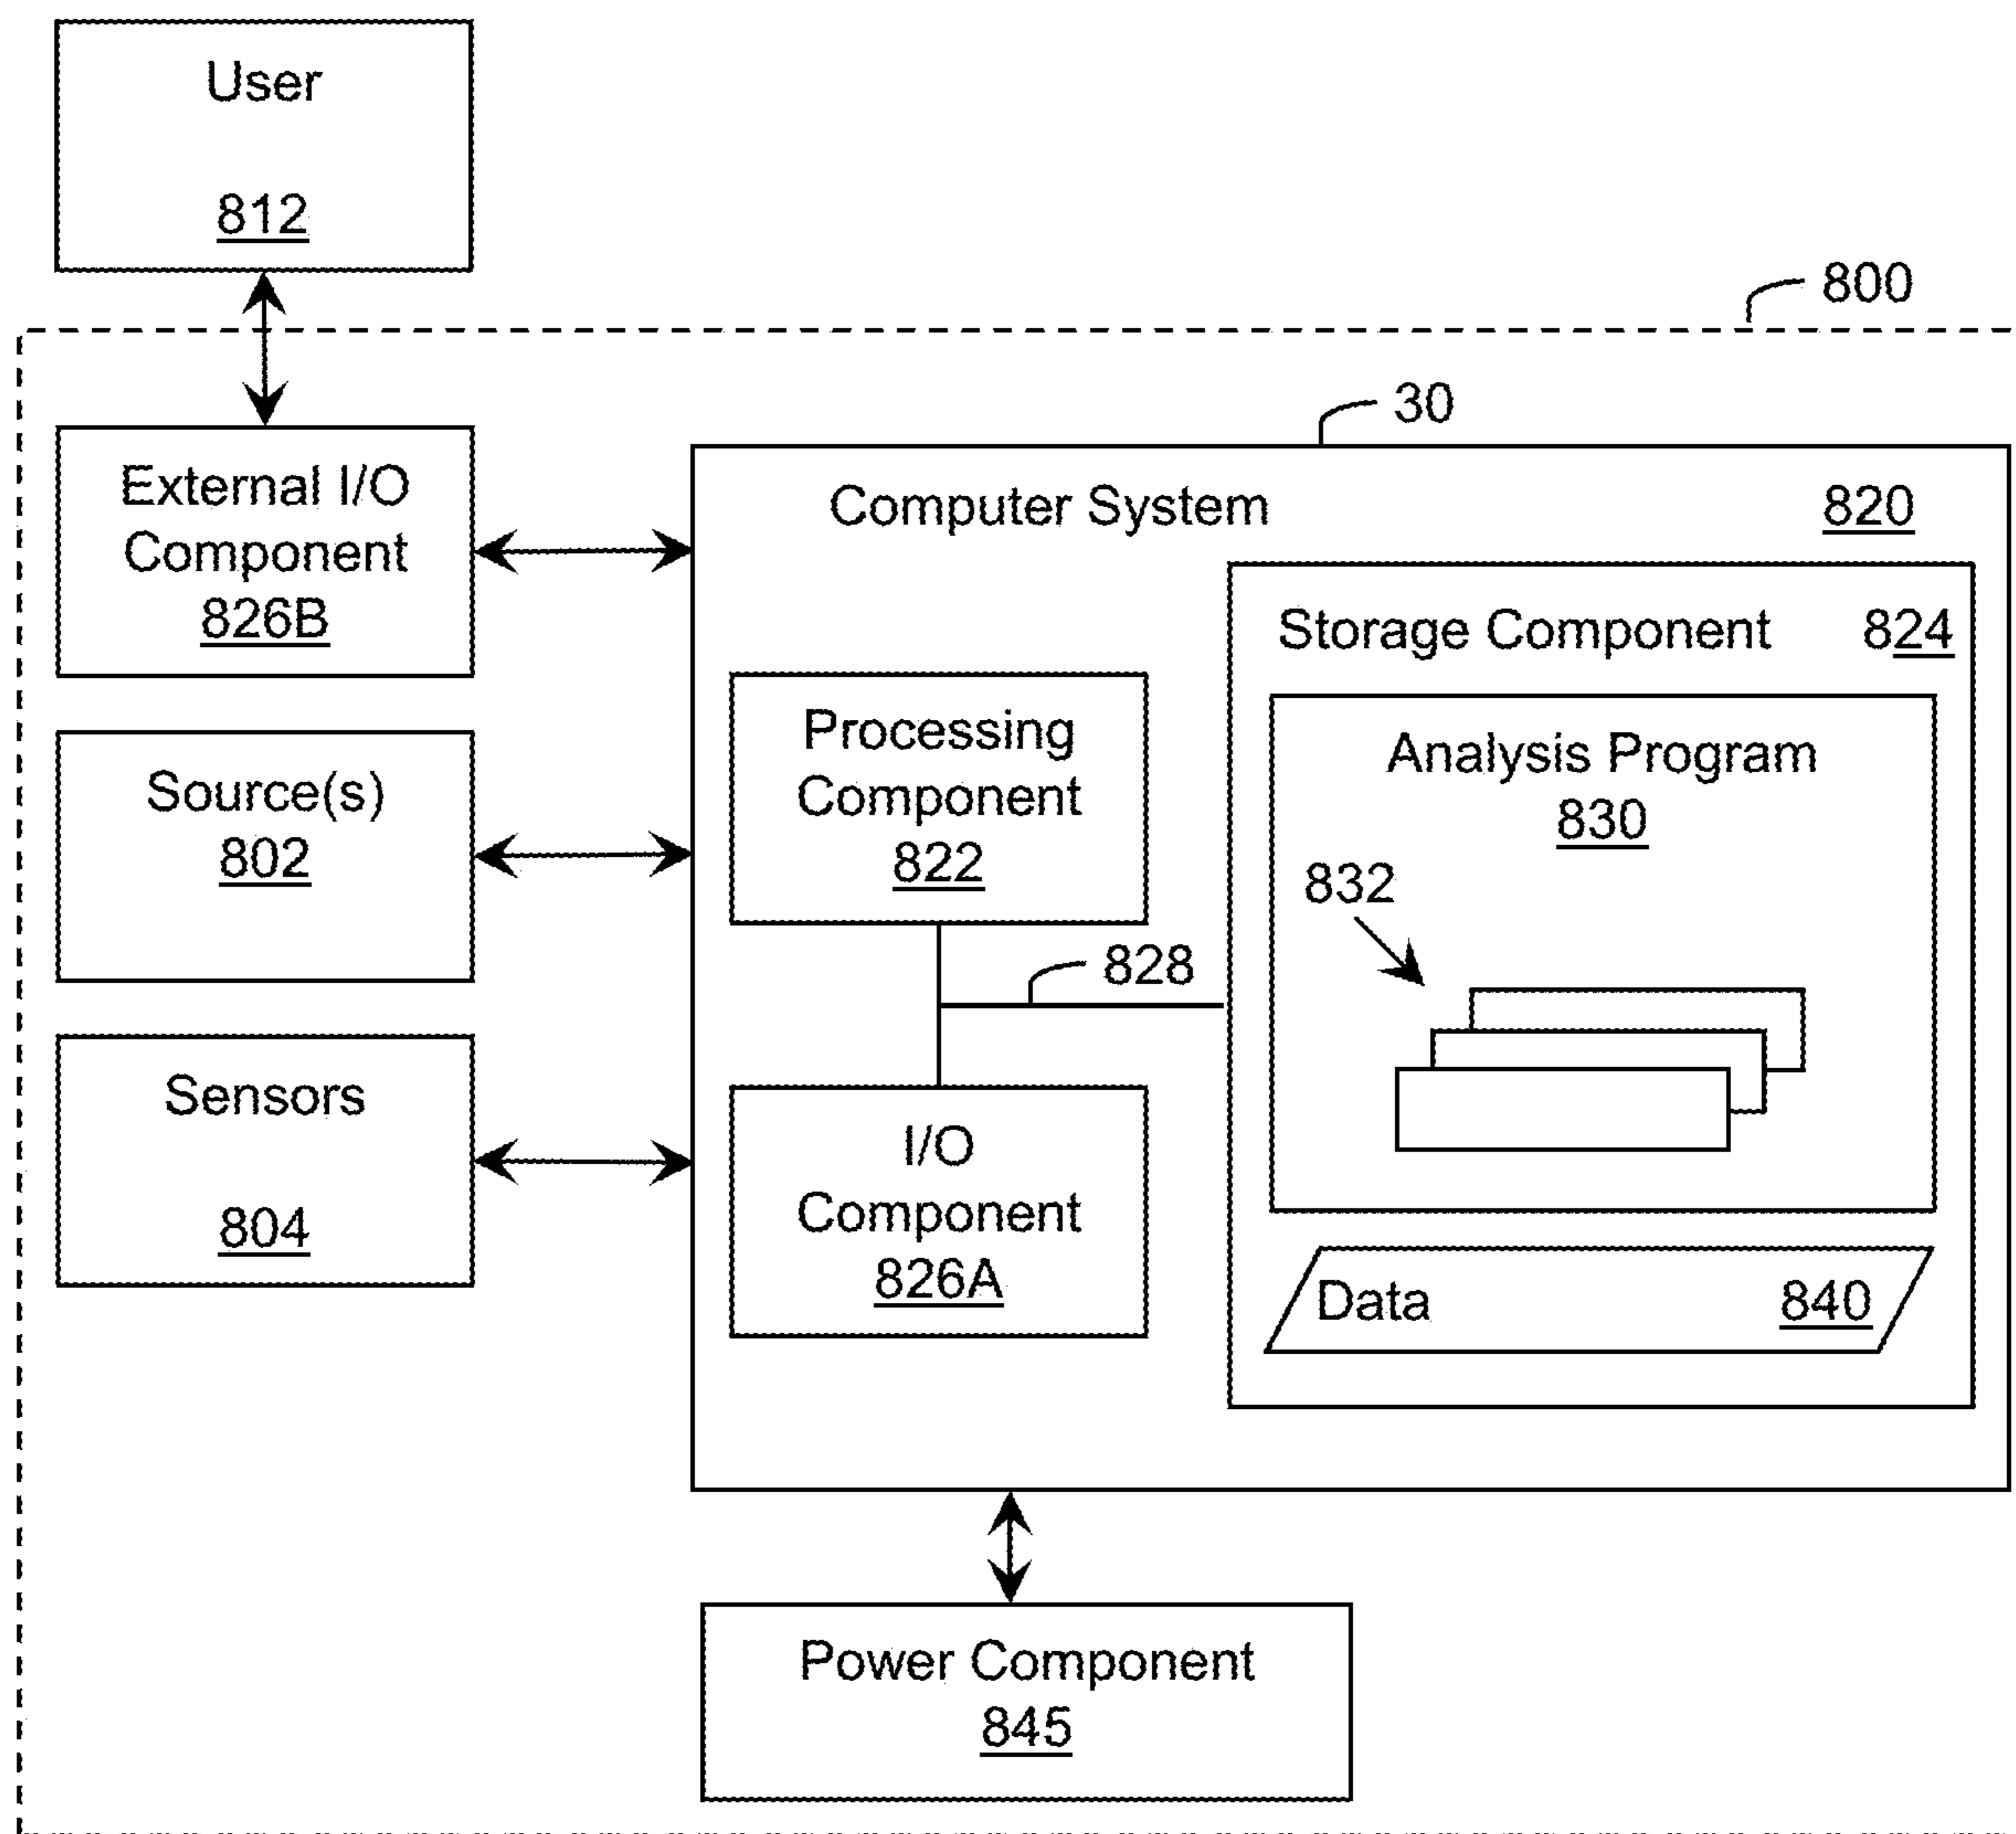 User
812
800
30
External I/O
Component
826B
Computer System
820
Storage Component
824
Processing
Component
822
Analysis Program
830
Source(s)
802
832
828
Sensors
804
I/O
Component
826A
Data
840
Power Component
845